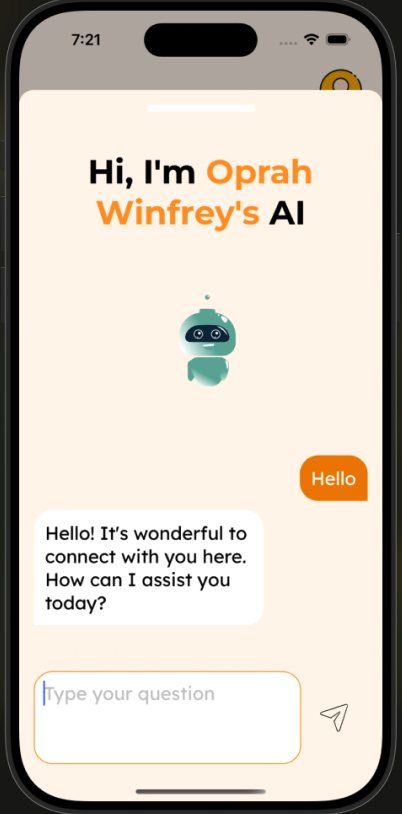 7:21
Hi, I'm Oprah
Winfrey's AI
Hello
Hello! It's wonderful to
connect with you here.
How can I assist you
today?
Type your question